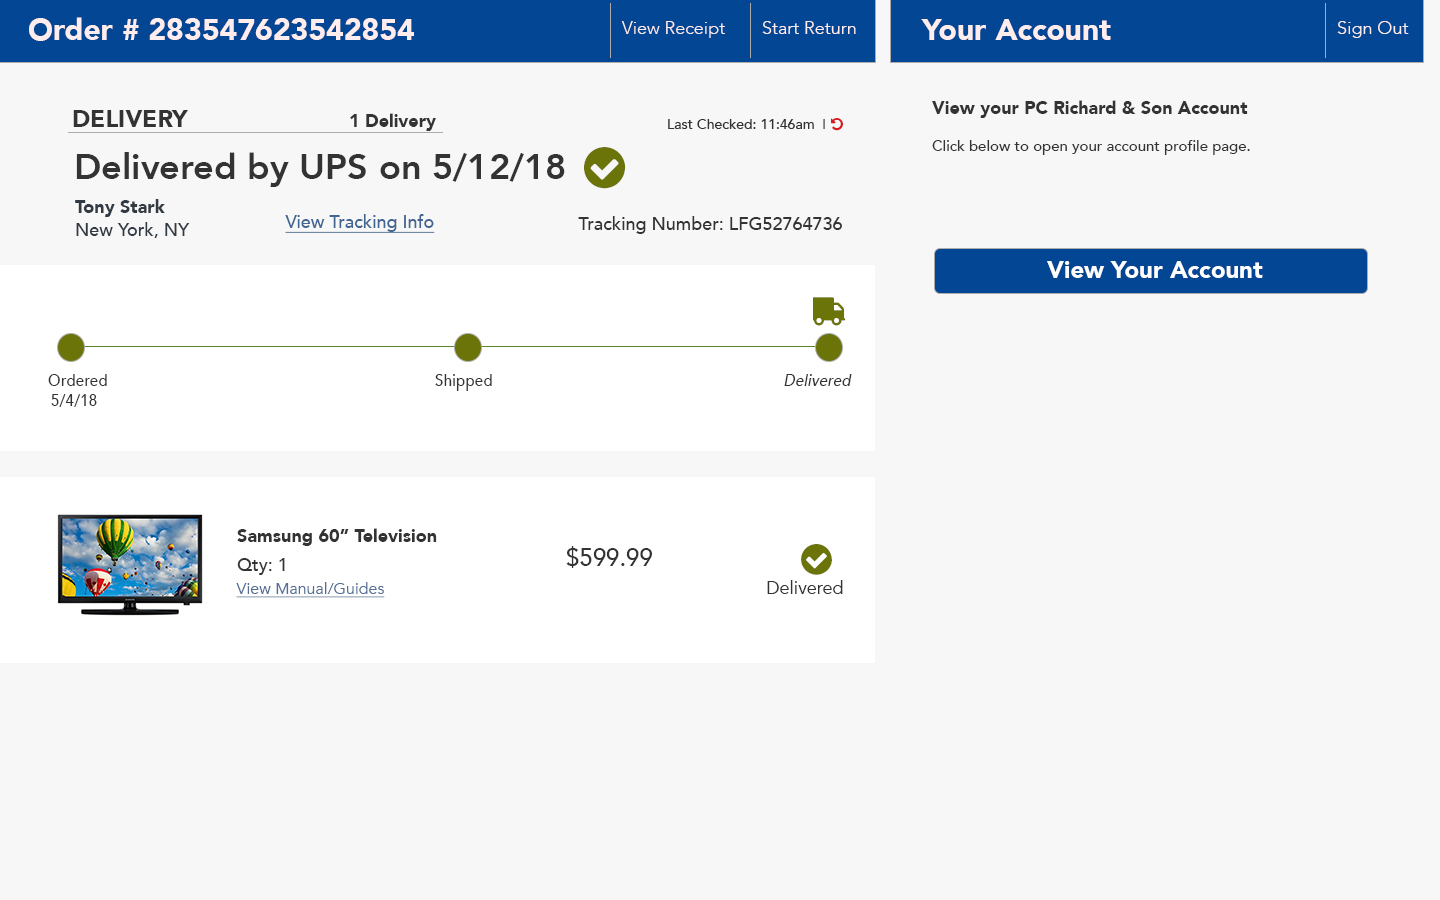 Order # 283547623542854
View Receipt
Start Return
Your Account
Sign Out
DELIVERY
1 Delivery
Last Checked: 11:46am |
Delivered by UPS on 5/12/18
Tony Stark
New York, NY
View Tracking Info
Tracking Number: LFG52764736
View your PC Richard & Son Account
Click below to open your account profile page.
View Your Account
Ordered
5/4/18
Shipped
Delivered
Samsung 60” Television
Qty: 1
View Manual/Guides
$599.99
Delivered